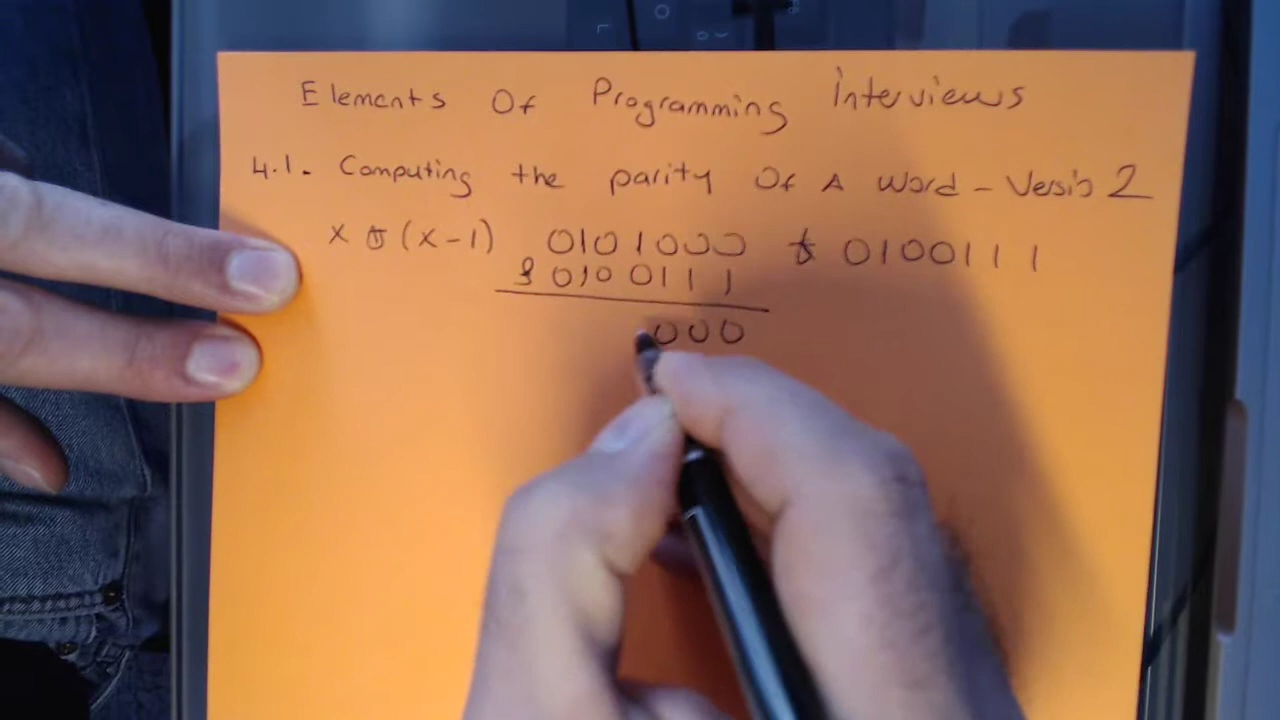 Elements Of Programming Interviews
4.1. Computing the parity Of A Word - Versio 2
x & (x-1) 0101000 & 0100111
& 0100111
000